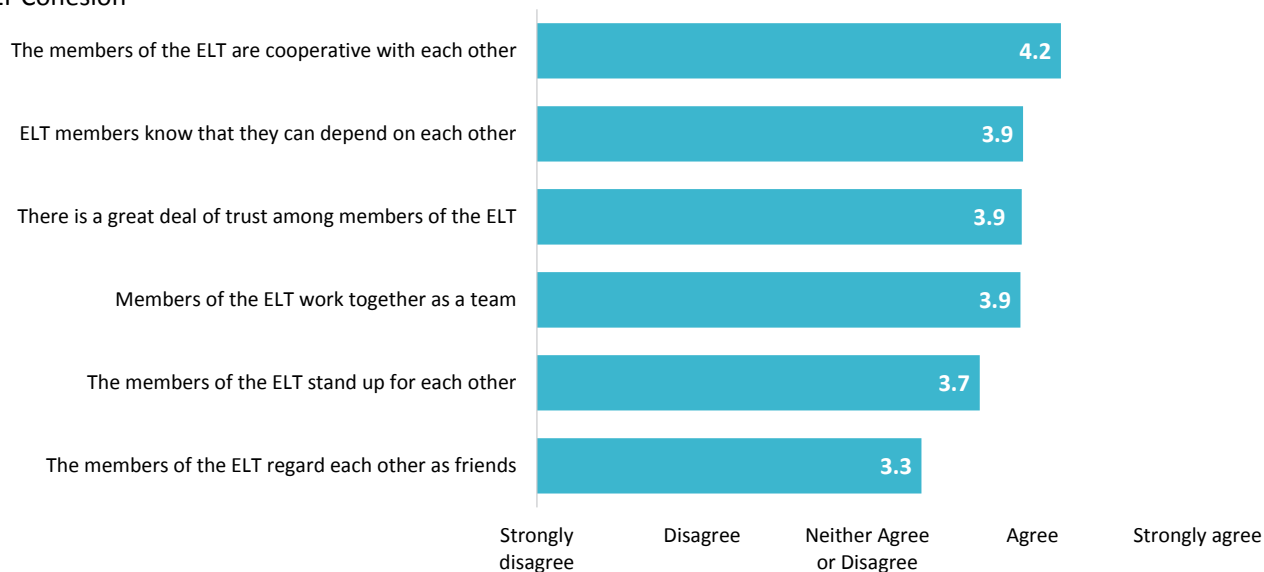 Cohesion
The members of the ELT are cooperative with each other
4.2
ELT members know that they can depend on each other
3.9
There is a great deal of trust among members of the ELT
3.9
Members of the ELT work together as a team
3.9
The members of the ELT stand up for each other
3.7
The members of the ELT regard each other as friends
3.3
Strongly
disagree
Disagree
Neither Agree
or Disagree
Agree
Strongly agree